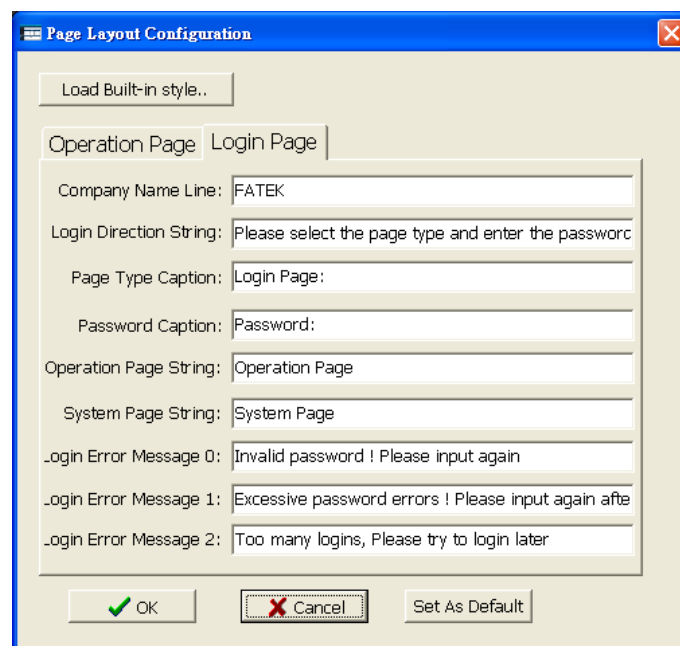 Page Layout Configuration
Load Built-in style..
Operation Page
Login Page
Company Name Line: FATEK
Login Direction String: Please select the page type and enter the password
Page Type Caption: Login Page:
Password Caption: Password:
Operation Page String: Operation Page
System Page String: System Page
Login Error Message 0: Invalid password ! Please input again
Login Error Message 1: Excessive password errors ! Please input again afte
Login Error Message 2: Too many logins, Please try to login later
OK
Cancel
Set As Default